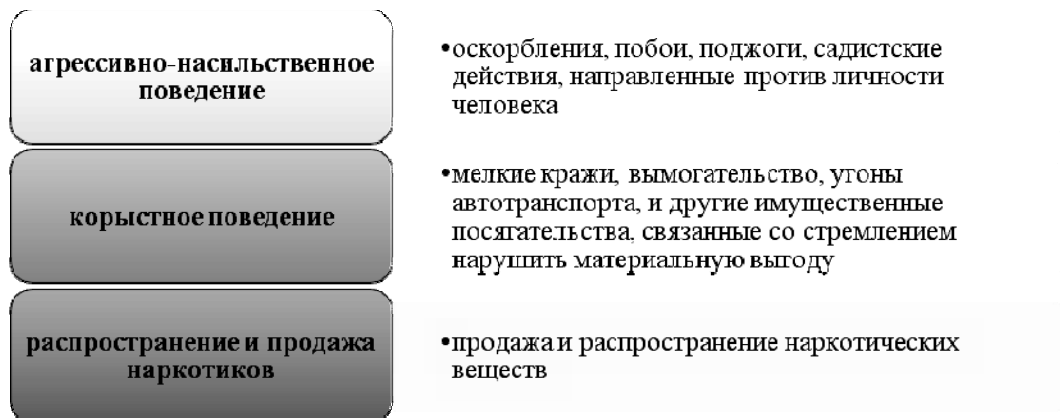 агрессивно-насильственное
поведение
•оскорбления, побои, поджоги, садистские
действия, направленные против личности
человека
корыстное поведение
•мелкие кражи, вымогательство, угоны
автотранспорта, и другие имущественные
посягательства, связанные со стремлением
нарушить материальную выгоду
распространение и продажа
наркотиков
•продажа и распространение наркотических
веществ